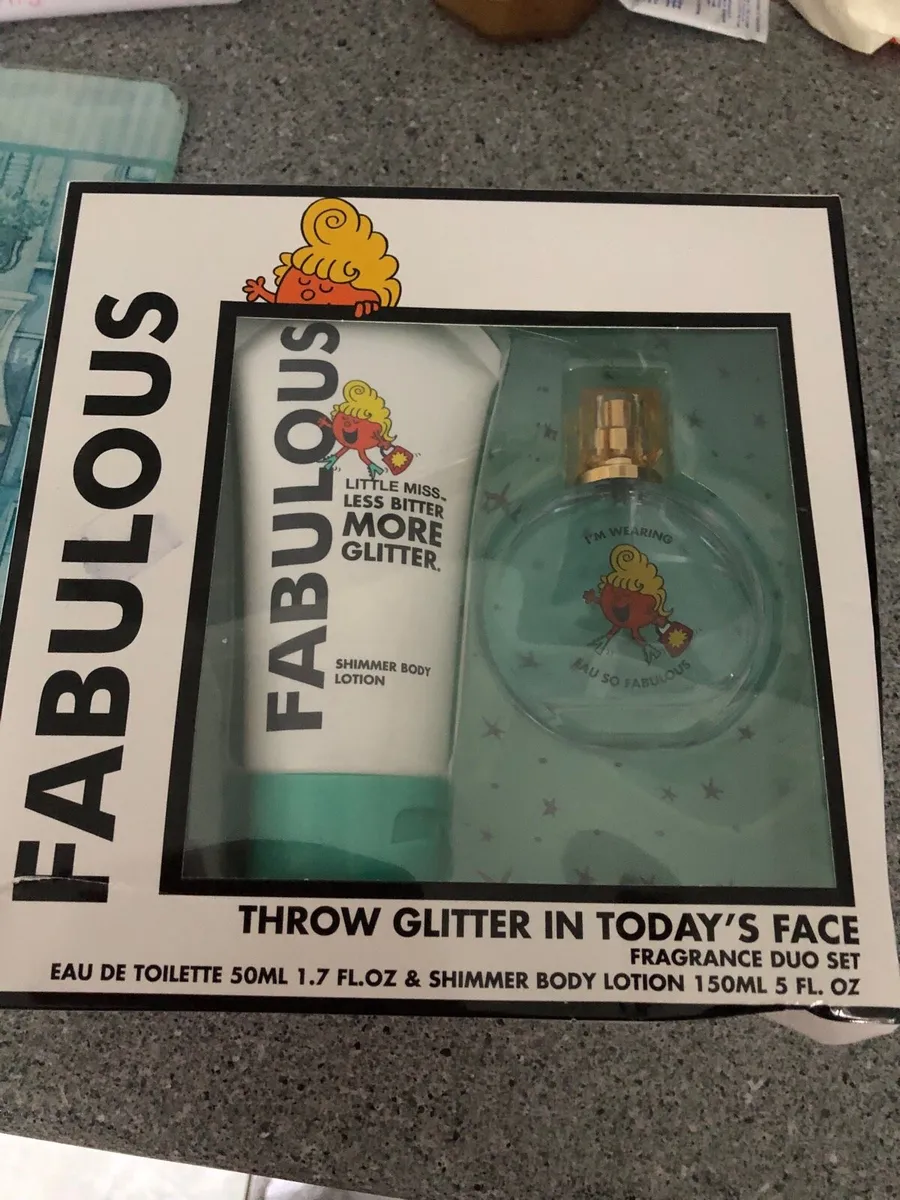 FABULOUS
FABULOUS
LITTLE MISS™
LESS BITTER
MORE
GLITTER.
SHIMMER BODY
LOTION
I'M WEARING
EAU SO FABULOUS
THROW GLITTER IN TODAY'S FACE
FRAGRANCE DUO SET
EAU DE TOILETTE 50ML 1.7 FL.OZ & SHIMMER BODY LOTION 150ML 5 FL. OZ